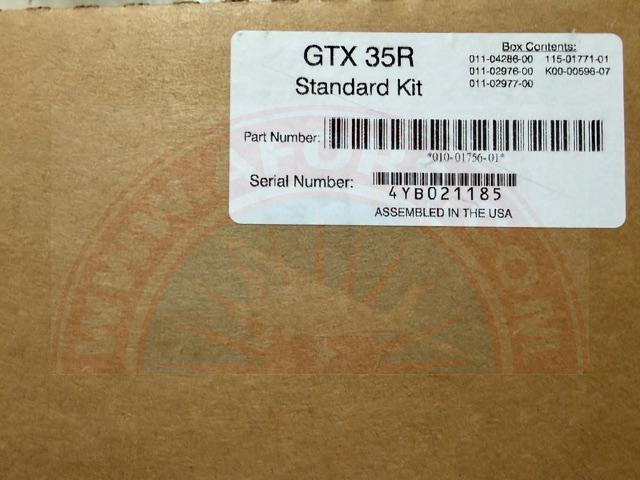 GTX 35R
Standard Kit
Box Contents:
011-04286-00 115-01771-01
011-02976-00 K00-00596-07
011-02977-00
Part Number:
*010-01756-01*
Serial Number:
4YB021185
ASSEMBLED IN THE USA